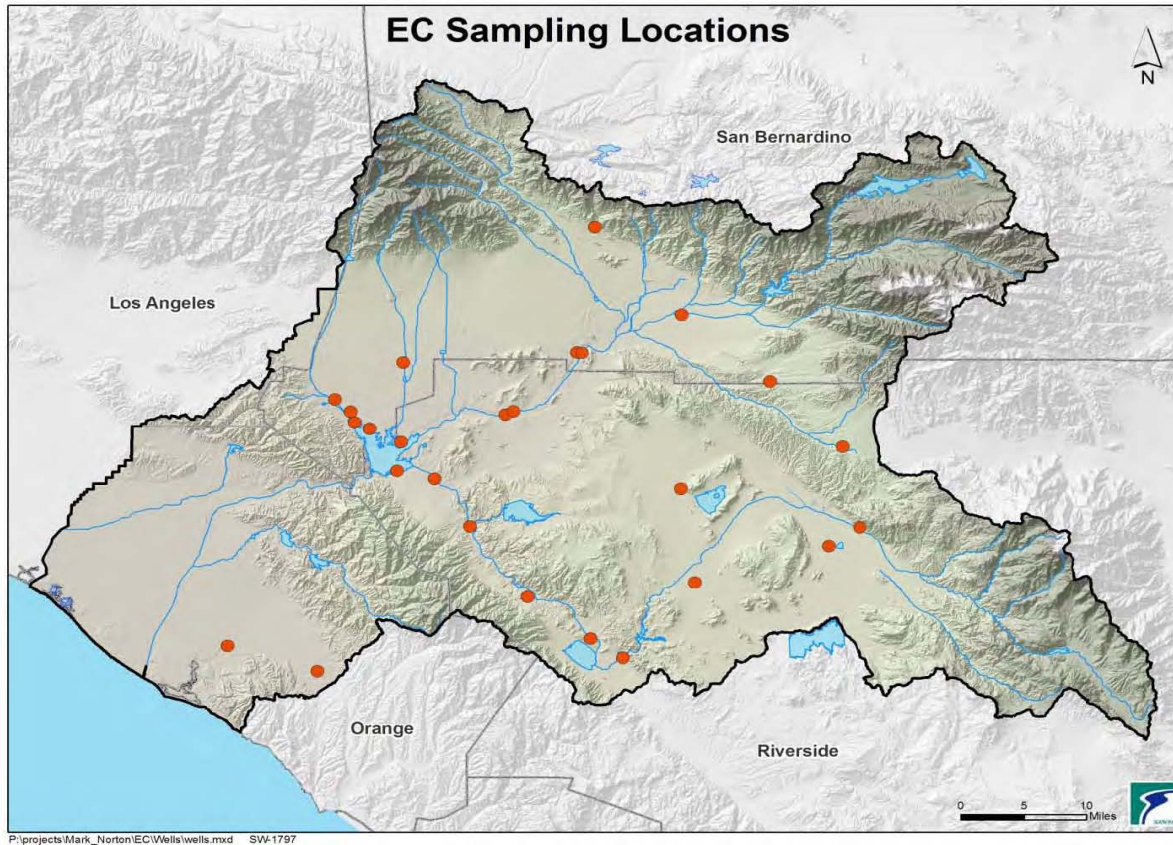 EC Sampling Locations
N
San Bernardino
Los Angeles
Orange
Riverside
0 5 10
Miles
P:\projects\Mark_Norton\EC\Wells\wells.mxd SW-1797